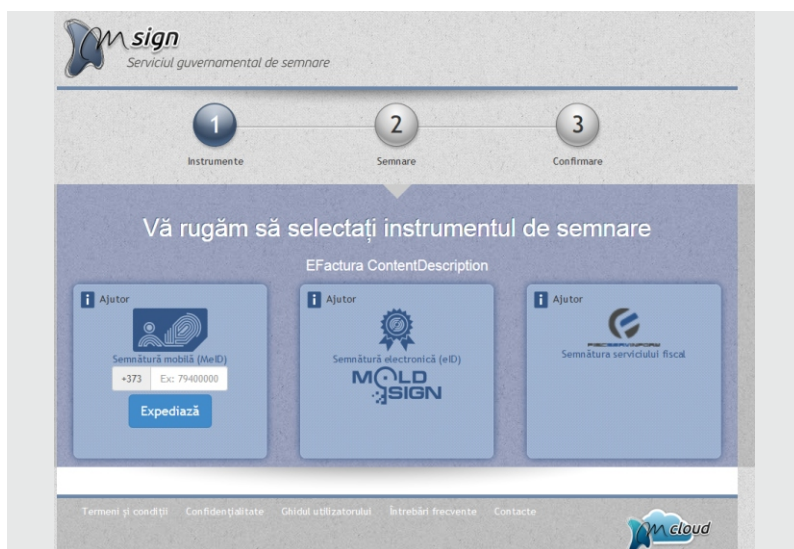 M sign
Serviciul guvernamental de semnare
1
2
3
Instrumente
Semnare
Confirmare
Vă rugăm să selectați instrumentul de semnare
EFactura ContentDescription
i Ajutor
Semnătură mobilă (MeID)
+373
Ex: 79400000
Expediază
i Ajutor
Semnătură electronică (eID)
MOLD
SIGN
i Ajutor
FISCSERVINFORM
Semnătura serviciului fiscal
Termeni și condiții
Confidențialitate
Ghidul utilizatorului
Întrebări frecvente
Contacte
M cloud